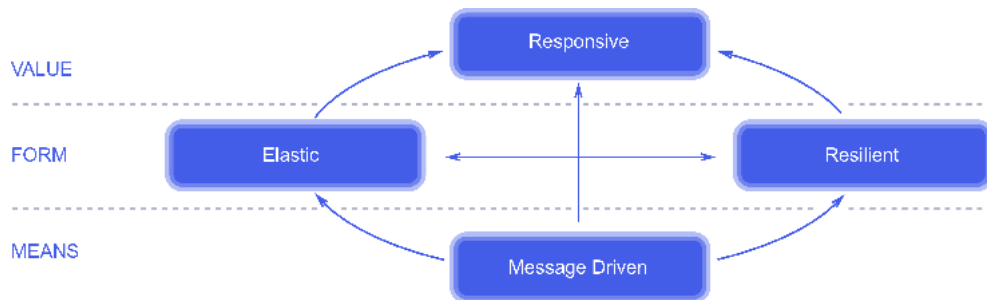 Responsive
VALUE
FORM
Elastic
Resilient
MEANS
Message Driven